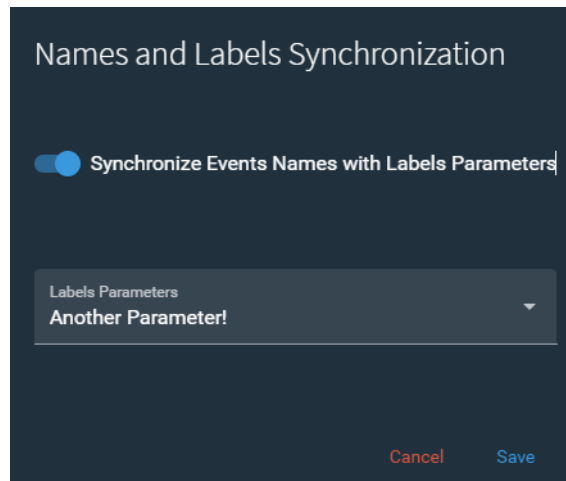 Names and Labels Synchronization
Synchronize Events Names with Labels Parameters
Labels Parameters
Another Parameter!
Cancel Save